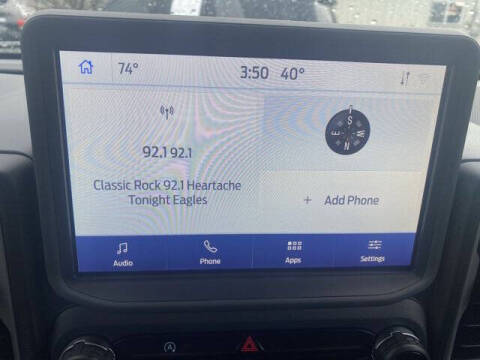 74° 3:50 40°
92.1 92.1
Classic Rock 92.1 Heartache
Tonight Eagles
S
E W
N
+ Add Phone
Audio Phone Apps Settings